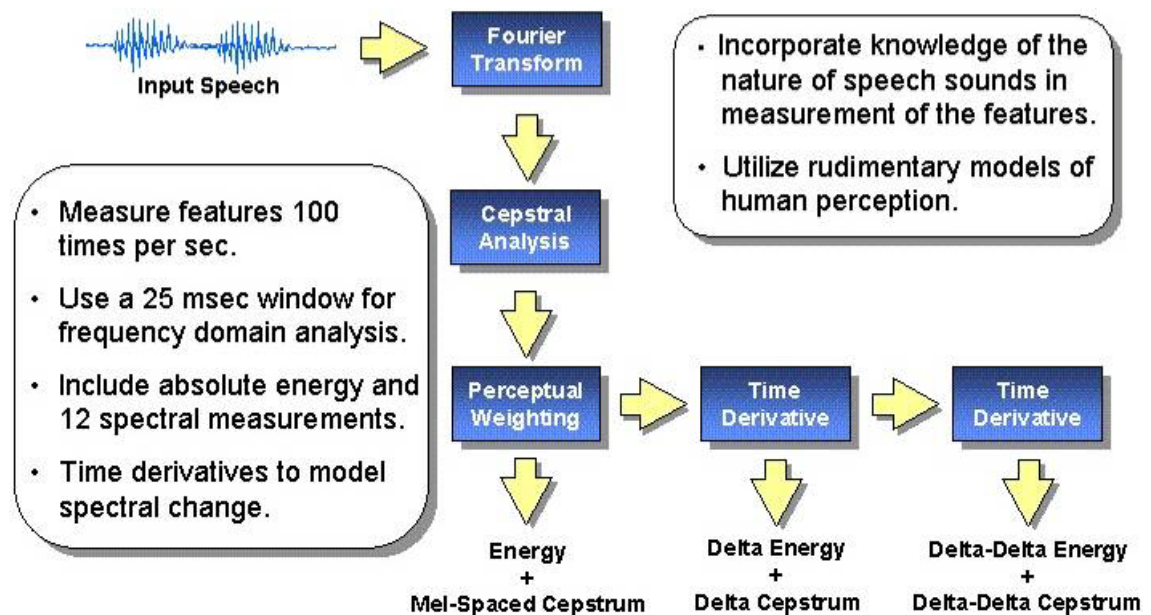 Input Speech
Fourier
Transform
• Incorporate knowledge of the
nature of speech sounds in
measurement of the features.
• Utilize rudimentary models of
human perception.
• Measure features 100
times per sec.
• Use a 25 msec window for
frequency domain analysis.
• Include absolute energy and
12 spectral measurements.
• Time derivatives to model
spectral change.
Cepstral
Analysis
Perceptual
Weighting
Time
Derivative
Time
Derivative
Energy
+
Mel-Spaced Cepstrum
Delta Energy
+
Delta Cepstrum
Delta-Delta Energy
+
Delta-Delta Cepstrum